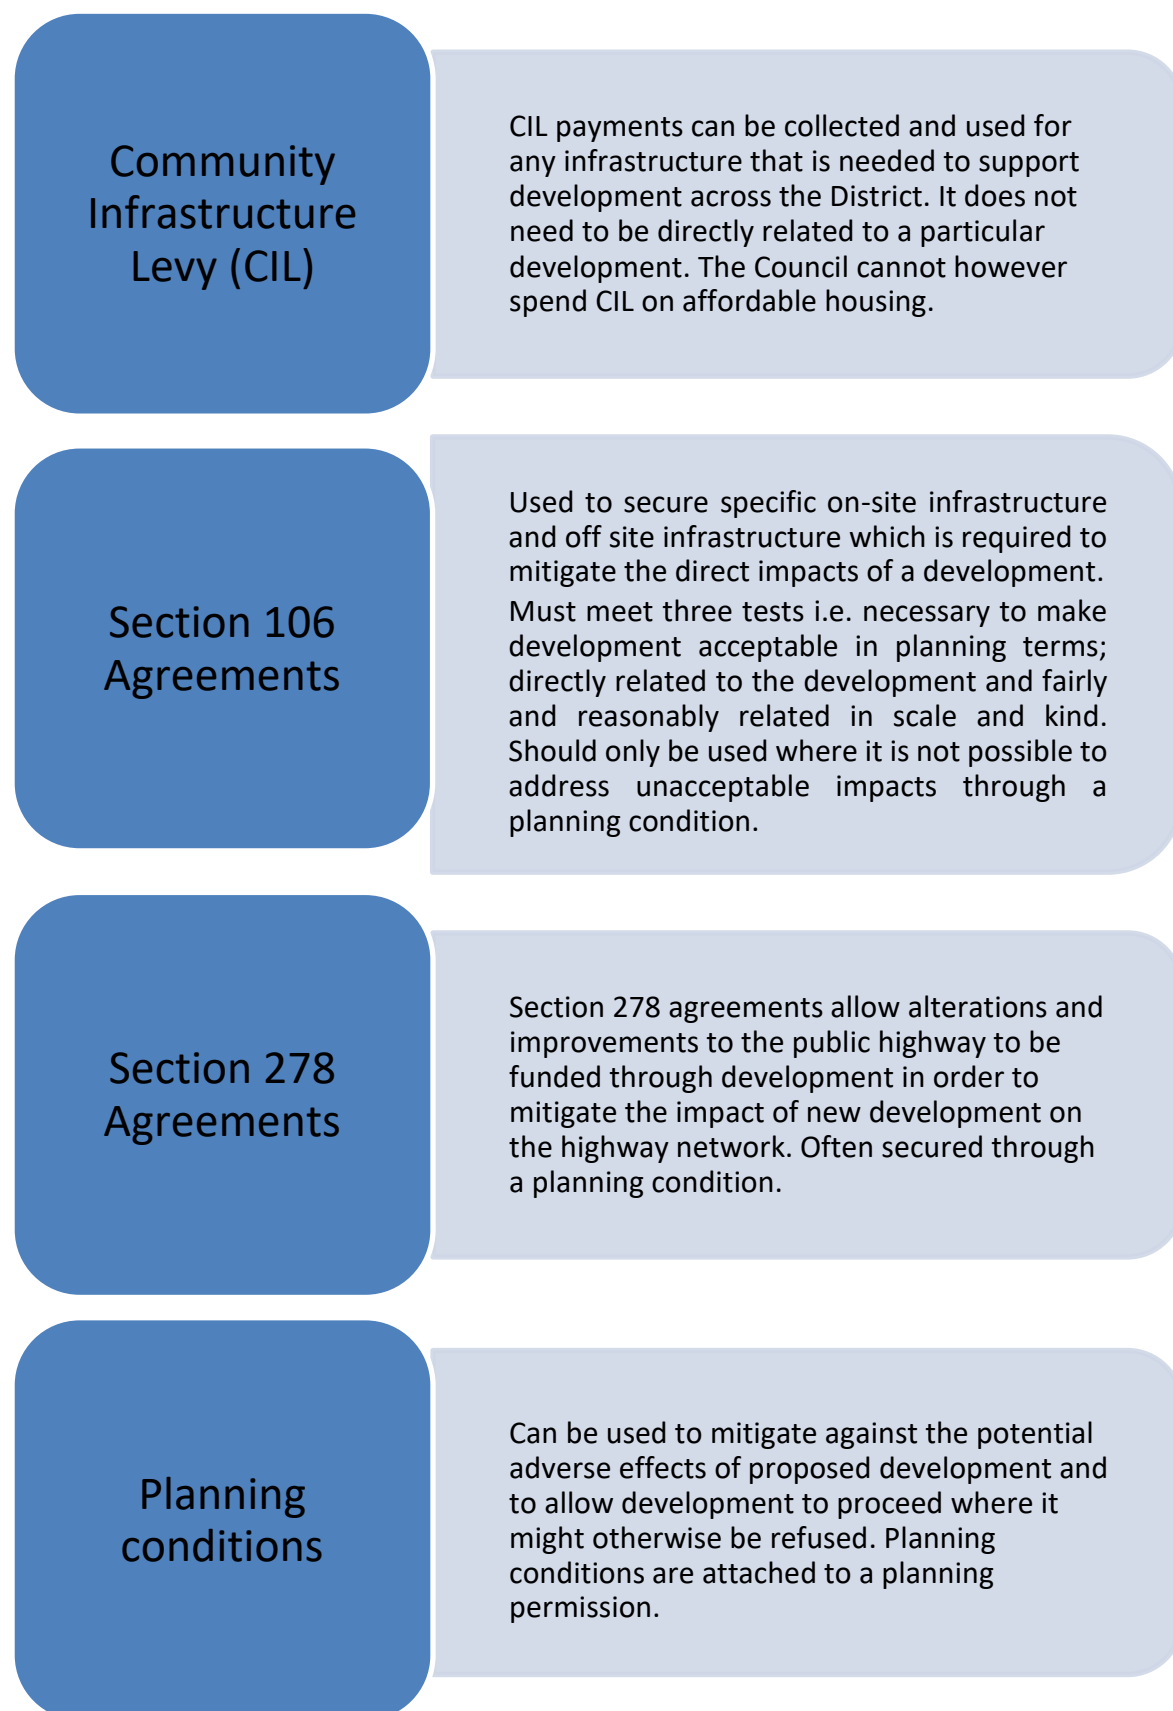 Community
Infrastructure
Levy (CIL)
CIL payments can be collected and used for
any infrastructure that is needed to support
development across the District. It does not
need to be directly related to a particular
development. The Council cannot however
spend CIL on affordable housing.
Section 106
Agreements
Used to secure specific on-site infrastructure
and off site infrastructure which is required to
mitigate the direct impacts of a development.
Must meet three tests i.e. necessary to make
development acceptable in planning terms;
directly related to the development and fairly
and reasonably related in scale and kind.
Should only be used where it is not possible to
address unacceptable impacts through a
planning condition.
Section 278
Agreements
Section 278 agreements allow alterations and
improvements to the public highway to be
funded through development in order to
mitigate the impact of new development on
the highway network. Often secured through
a planning condition.
Planning
conditions
Can be used to mitigate against the potential
adverse effects of proposed development and
to allow development to proceed where it
might otherwise be refused. Planning
conditions are attached to a planning
permission.